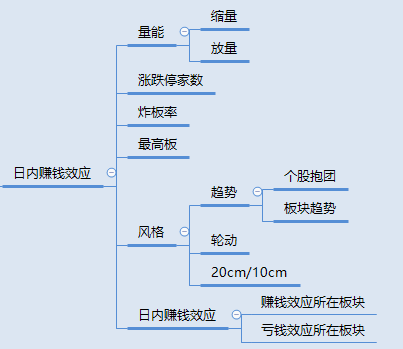 日内赚钱效应
量能
缩量
放量
涨跌停家数
炸板率
最高板
风格
趋势
个股抱团
板块趋势
轮动
20cm/10cm
日内赚钱效应
赚钱效应所在板块
亏钱效应所在板块